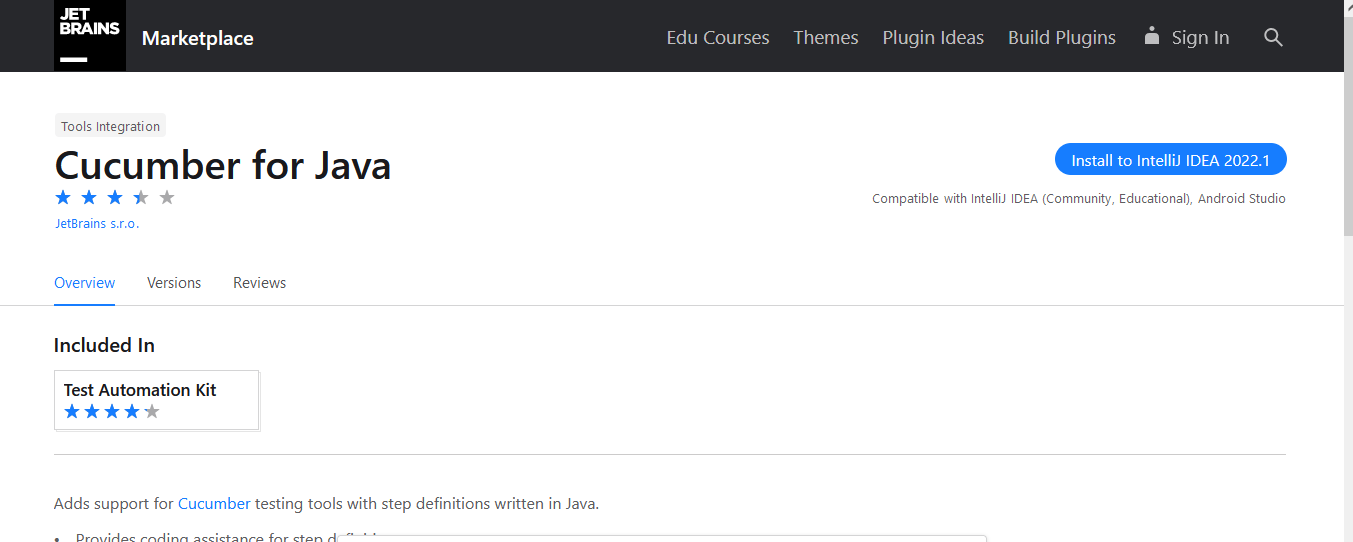 JET
BRAINS
Marketplace
Edu Courses
Themes
Plugin Ideas
Build Plugins
Sign In
Tools Integration
Cucumber for Java
Install to IntelliJ IDEA 2022.1
JetBrains s.r.o.
Compatible with IntelliJ IDEA (Community, Educational), Android Studio
Overview
Versions
Reviews
Included In
Test Automation Kit
Adds support for Cucumber testing tools with step definitions written in Java.
• Provides coding assistance for step